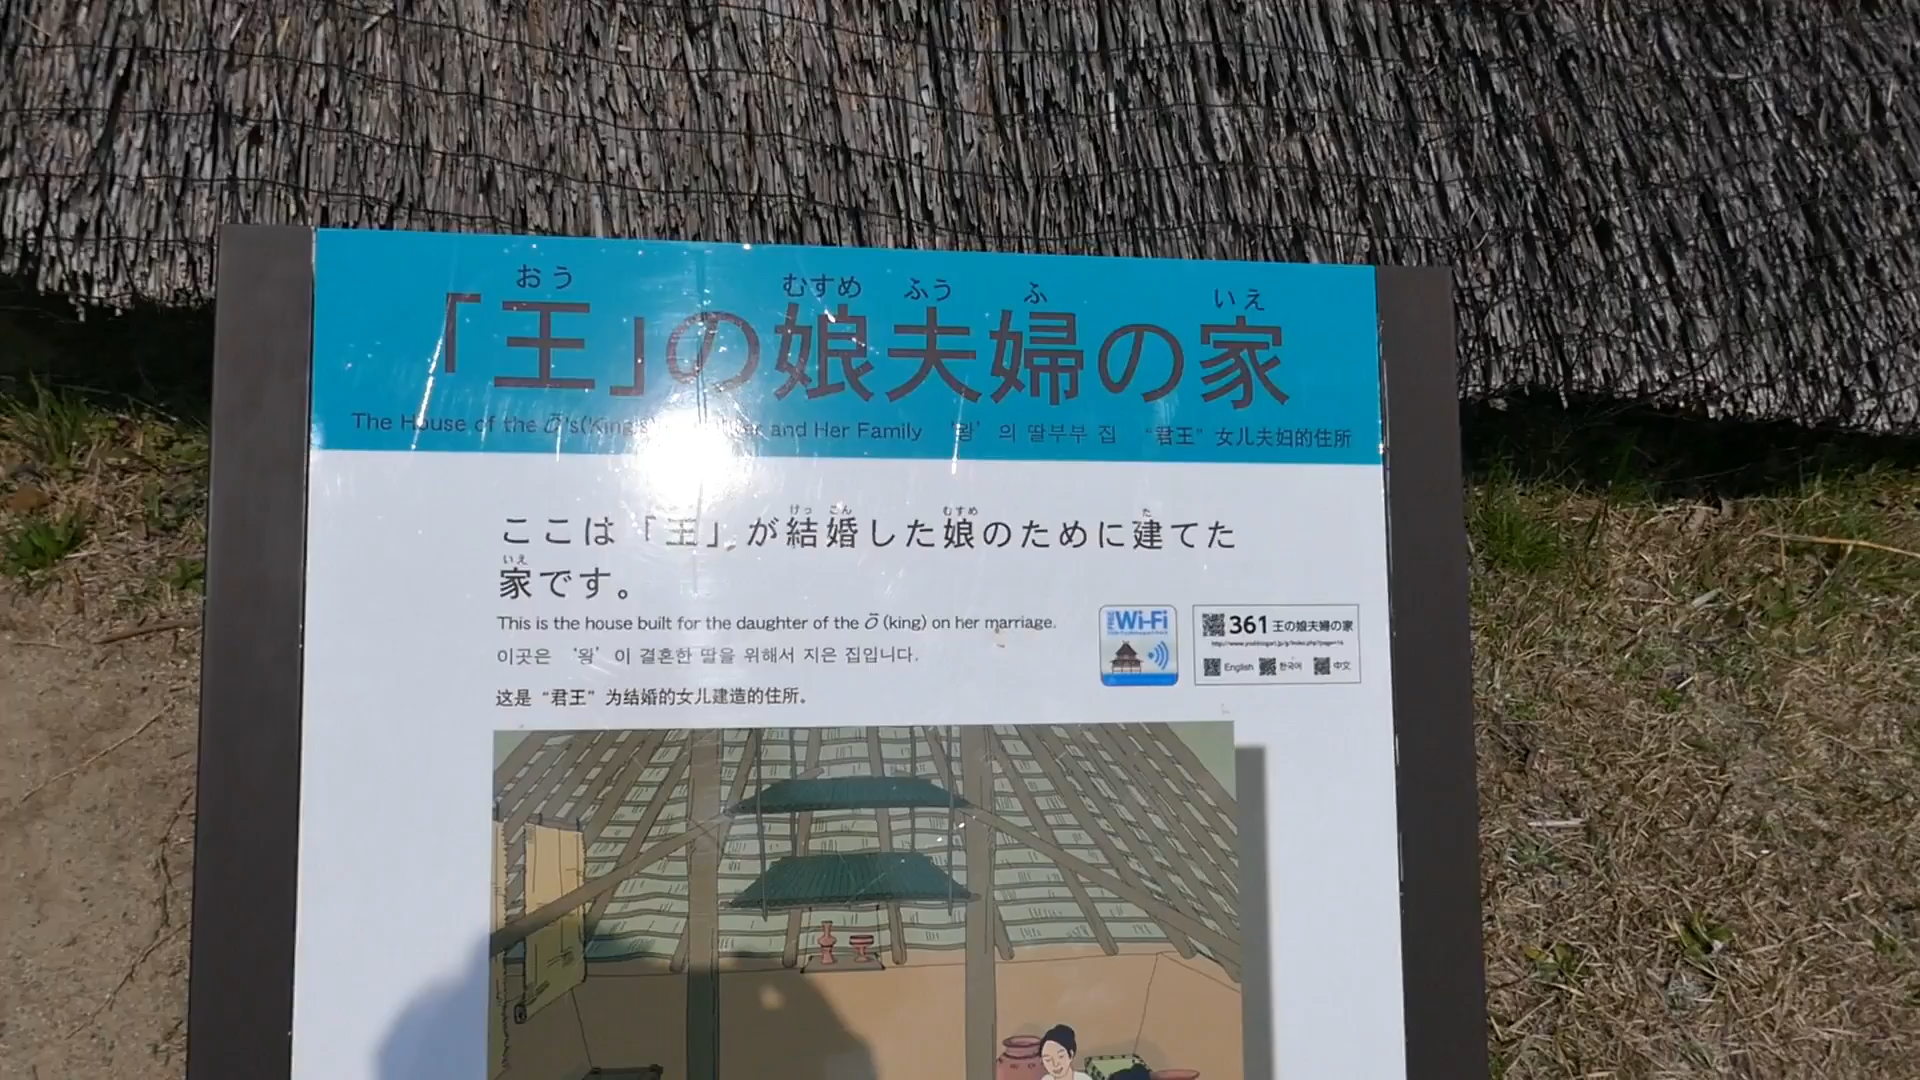 おう むすめ ふう ふ いえ
「王」の娘夫婦の家
The House of the Ō's(King's) and Her Family '왕'의 딸부부 집 “君王”女儿夫妇的住所
けっ こん むすめ た
ここは「王」が結婚した娘のために建てた
いえ
家です。
This is the house built for the daughter of the Ō (king) on her marriage.
이곳은 '왕'이 결혼한 딸을 위해서 지은 집입니다.
这是“君王”为结婚的女儿建造的住所。
FREE Wi-Fi
361 王の娘夫婦の家
English 한국어 中文